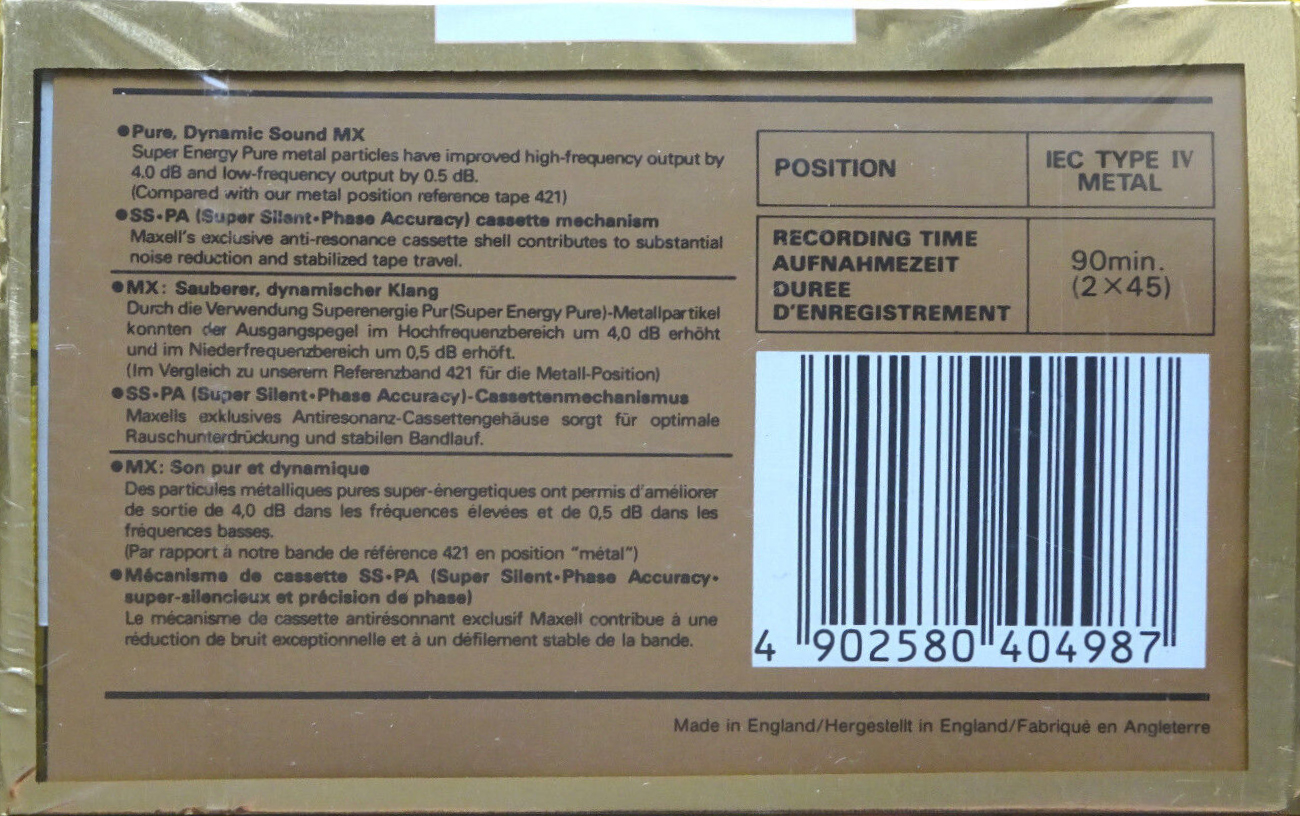 ●Pure, Dynamic Sound MX
Super Energy Pure metal particles have improved high-frequency output by
4.0 dB and low-frequency output by 0.5 dB.
(Compared with our metal position reference tape 421)
●SS•PA (Super Silent•Phase Accuracy) cassette mechanism
Maxell's exclusive anti-resonance cassette shell contributes to substantial
noise reduction and stabilized tape travel.
●MX: Sauberer, dynamischer Klang
Durch die Verwendung Superenergie Pur(Super Energy Pure)-Metallpartikel
konnten der Ausgangspegel im Hochfrequenzbereich um 4,0 dB erhöht
und im Niederfrequenzbereich um 0,5 dB erhöft.
(Im Vergleich zu unserem Referenzband 421 für die Metall-Position)
●SS•PA (Super Silent•Phase Accuracy)-Cassettenmechanismus
Maxells exklusives Antiresonanz-Cassettengehäuse sorgt für optimale
Rauschunterdrückung und stabilen Bandlauf.
●MX: Son pur et dynamique
Des particules métalliques pures super-énergetiques ont permis d'améliorer
de sortie de 4,0 dB dans les fréquences élevées et de 0,5 dB dans les
fréquences basses.
(Par rapport à notre bande de référence 421 en position "métal")
●Mécanisme de cassette SS•PA (Super Silent•Phase Accuracy•
super-silencieux et précision de phase)
Le mécanisme de cassette antirésonnant exclusif Maxell contribue à une
réduction de bruit exceptionnelle et à un défilement stable de la bande.
POSITION
IEC TYPE IV
METAL
RECORDING TIME
AUFNAHMEZEIT
DUREE
D'ENREGISTREMENT
90min.
(2×45)
4 902580 404987
Made in England/Hergestellt in England/Fabriqué en Angleterre